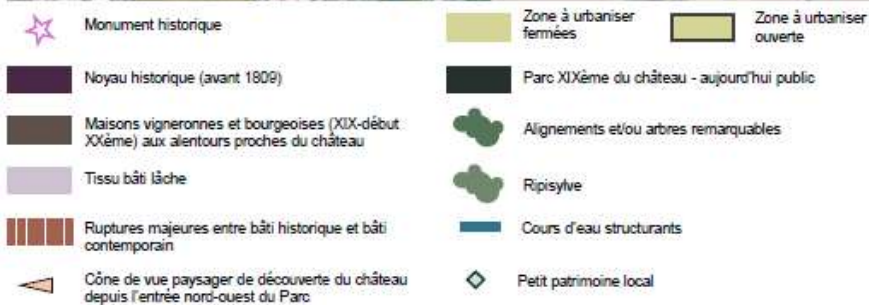 Monument historique
Noyau historique (avant 1809)
Maisons vigneronnes et bourgeoises (XIX-début
XXème) aux alentours proches du château
Tissu bâti lâche
Ruptures majeures entre bâti historique et bâti
contemporain
Cône de vue paysager de découverte du château
depuis l'entrée nord-ouest du Parc
Zone à urbaniser
fermées
Zone à urbaniser
ouverte
Parc XIXème du château - aujourd'hui public
Alignements et/ou arbres remarquables
Ripisylve
Cours d'eau structurants
Petit patrimoine local